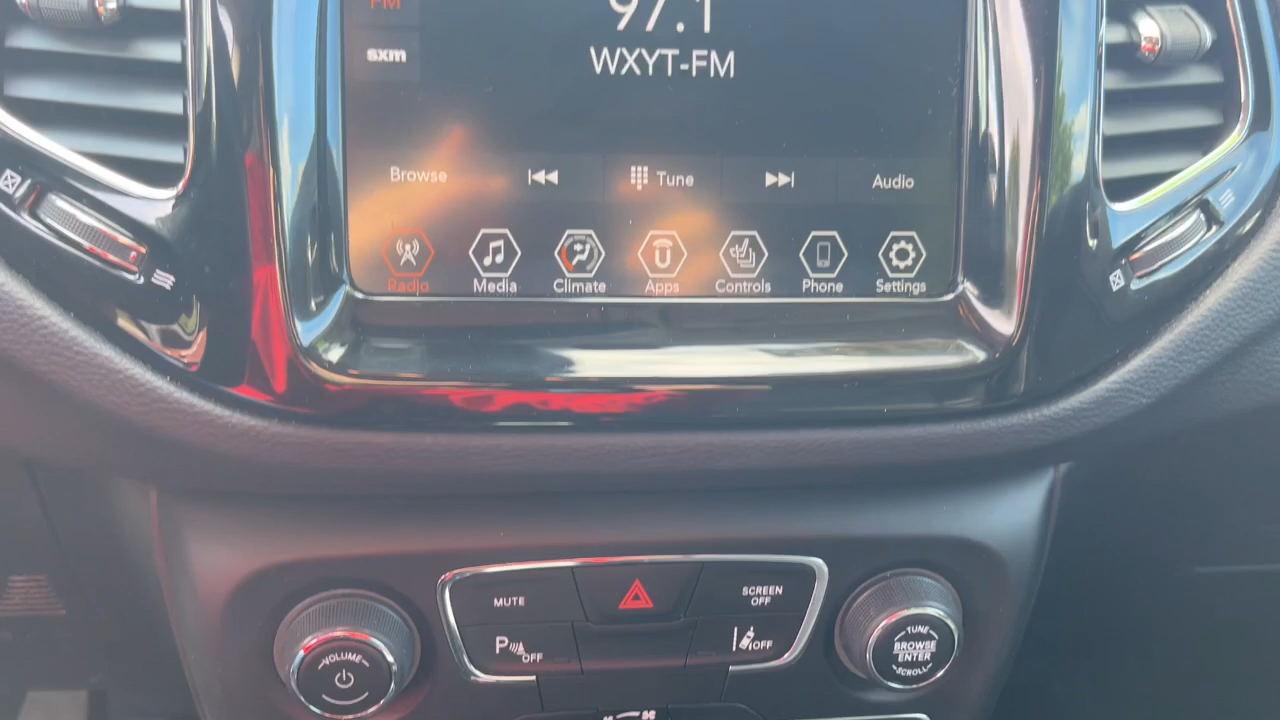 FM
97.1
sxm
WXYT-FM
Browse
Tune
Audio
Radio
Media
Climate
Apps
Controls
Phone
Settings
MUTE
SCREEN
OFF
P OFF
OFF
VOLUME
TUNE
BROWSE
ENTER
SCROLL